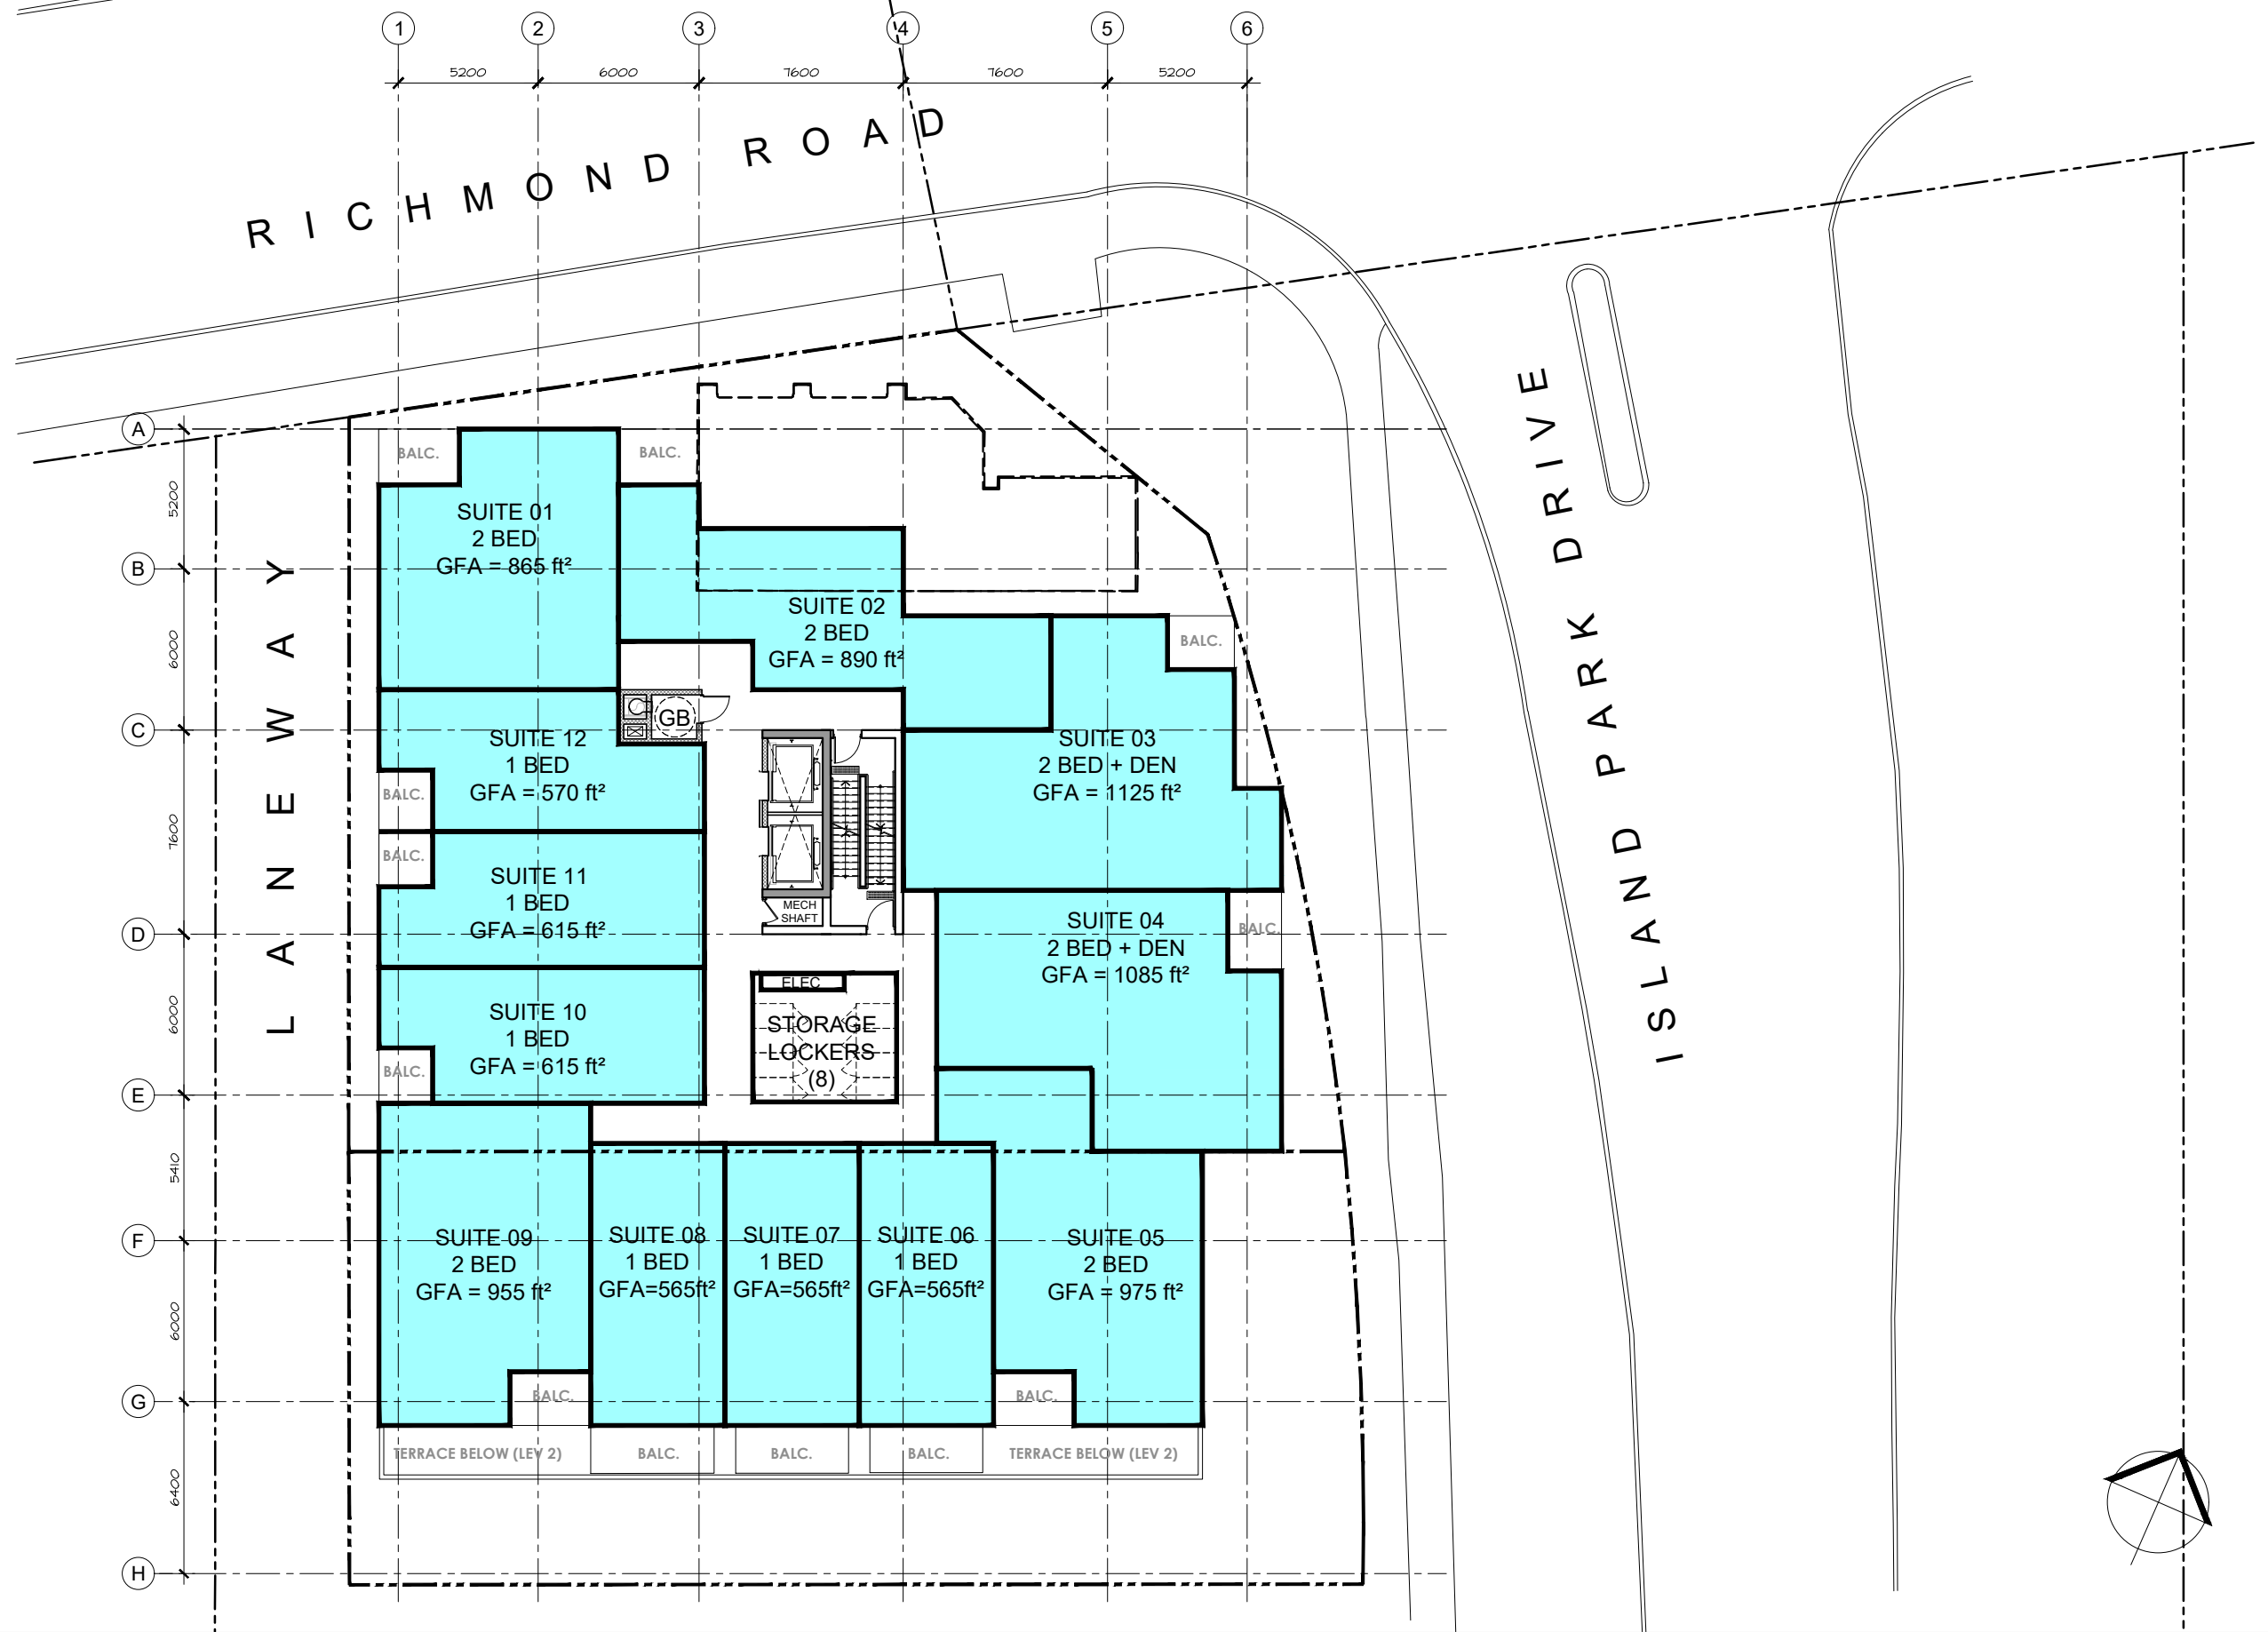 1 2 3 4 5 6
5200 6000 7600 7600 5200
RICHMOND ROAD
A
BALC. BALC.
5200
SUITE 01
2 BED
GFA = 865 ft²
B
SUITE 02
2 BED
GFA = 890 ft²
6000
BALC.
GB
C
SUITE 12
1 BED
GFA = 570 ft²
SUITE 03
2 BED + DEN
GFA = 1125 ft²
BALC.
7600
BALC.
SUITE 11
1 BED
GFA = 615 ft²
MECH
SHAFT
D
SUITE 04
2 BED + DEN
GFA = 1085 ft²
BALC.
ELEC
6000
SUITE 10
1 BED
GFA = 615 ft²
STORAGE
LOCKERS
(8)
BALC.
E
5410
F
SUITE 09
2 BED
GFA = 955 ft²
SUITE 08
1 BED
GFA=565ft²
SUITE 07
1 BED
GFA=565ft²
SUITE 06
1 BED
GFA=565ft²
SUITE 05
2 BED
GFA = 975 ft²
6000
BALC. BALC.
G
TERRACE BELOW (LEV 2) BALC. BALC. BALC. TERRACE BELOW (LEV 2)
6400
H
LANEWAY
ISLAND PARK DRIVE